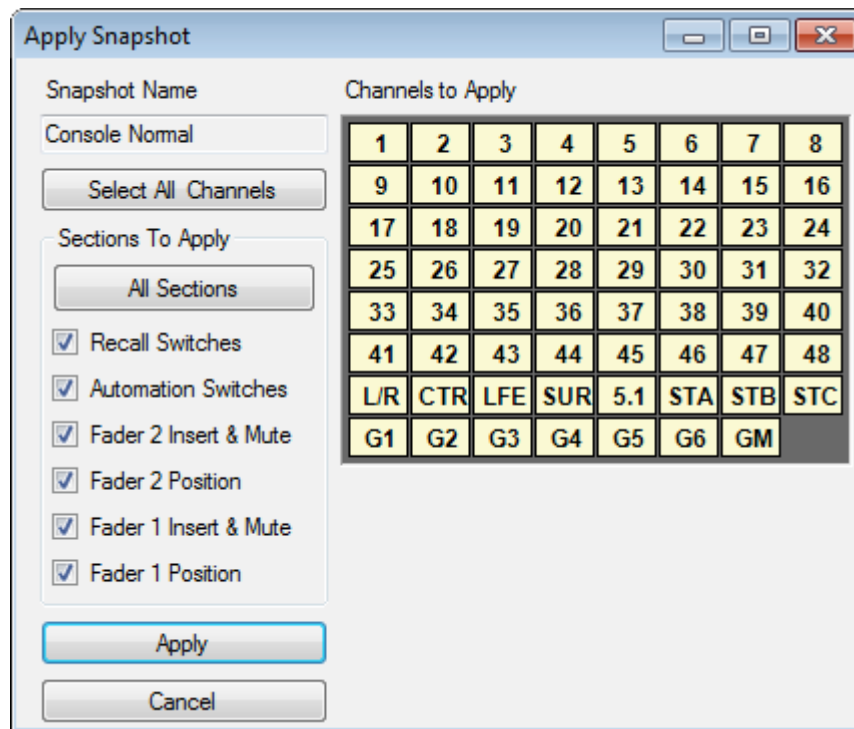 Apply Snapshot
Snapshot Name
Console Normal
Select All Channels
Sections To Apply
All Sections
Recall Switches
Automation Switches
Fader 2 Insert & Mute
Fader 2 Position
Fader 1 Insert & Mute
Fader 1 Position
Apply
Cancel
Channels to Apply
1 2 3 4 5 6 7 8
9 10 11 12 13 14 15 16
17 18 19 20 21 22 23 24
25 26 27 28 29 30 31 32
33 34 35 36 37 38 39 40
41 42 43 44 45 46 47 48
L/R CTR LFE SUR 5.1 STA STB STC
G1 G2 G3 G4 G5 G6 GM